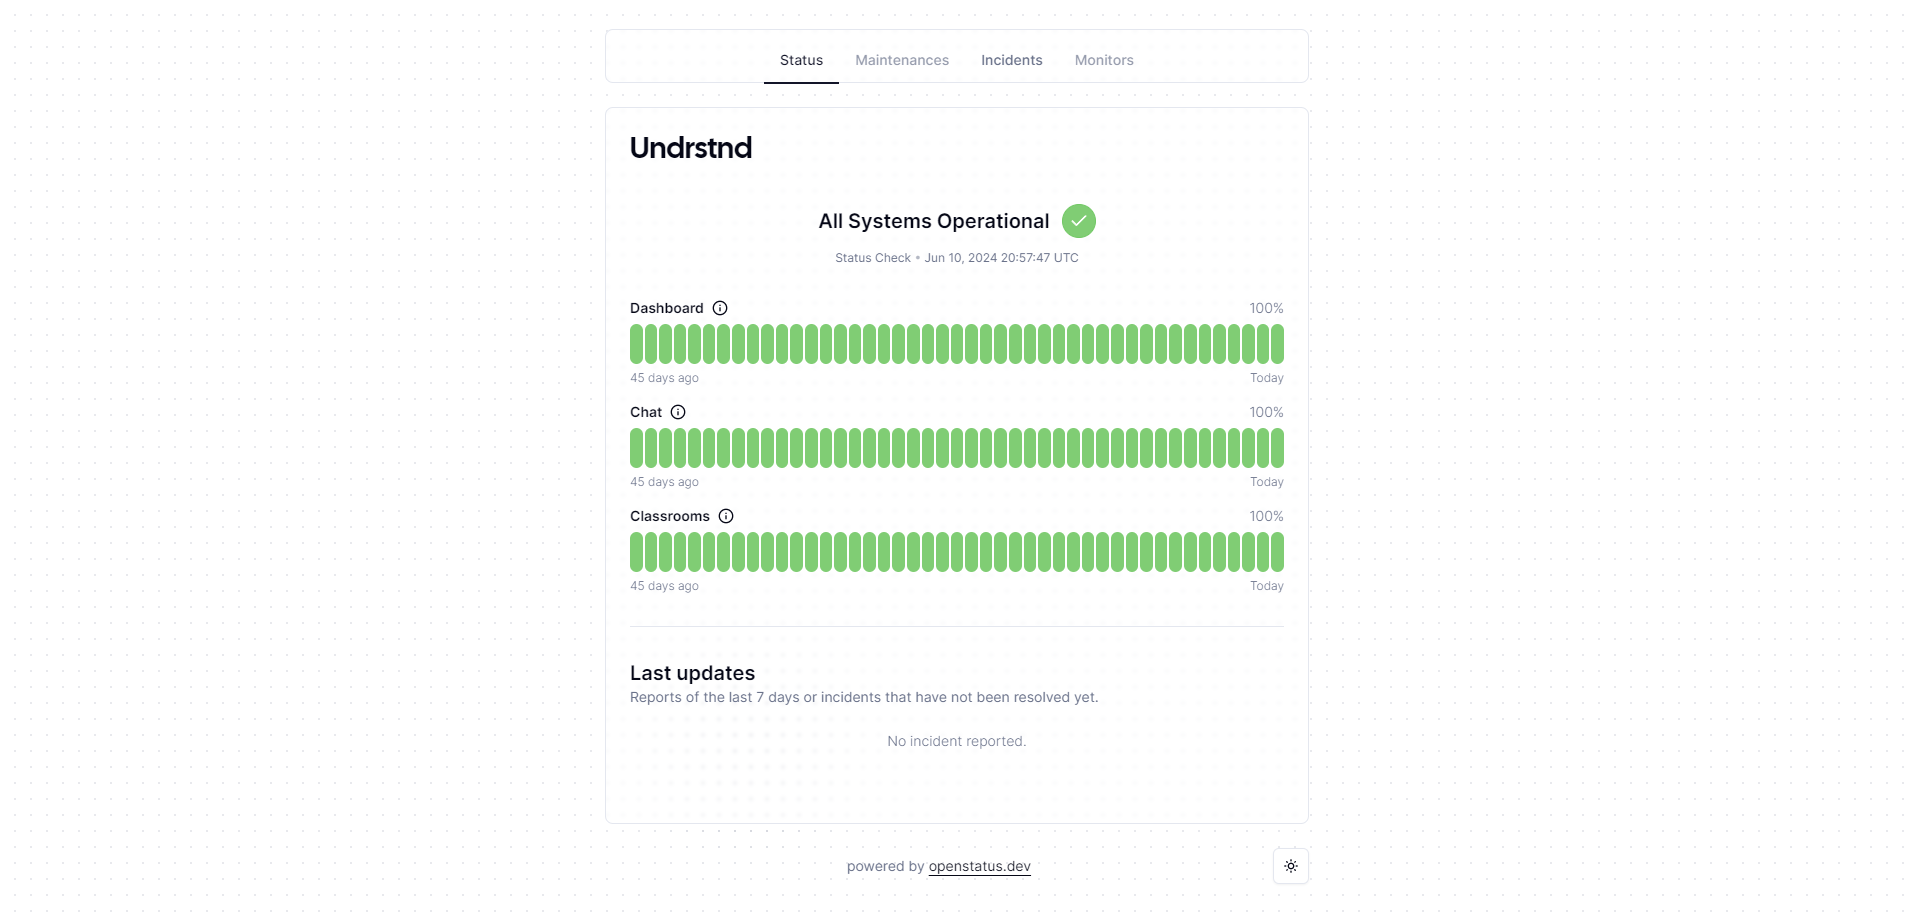 Status Maintenances Incidents Monitors
Undrstnd
All Systems Operational
Status Check • Jun 10, 2024 20:57:47 UTC
Dashboard 100%
45 days ago Today
Chat 100%
45 days ago Today
Classrooms 100%
45 days ago Today
Last updates
Reports of the last 7 days or incidents that have not been resolved yet.
No incident reported.
powered by openstatus.dev